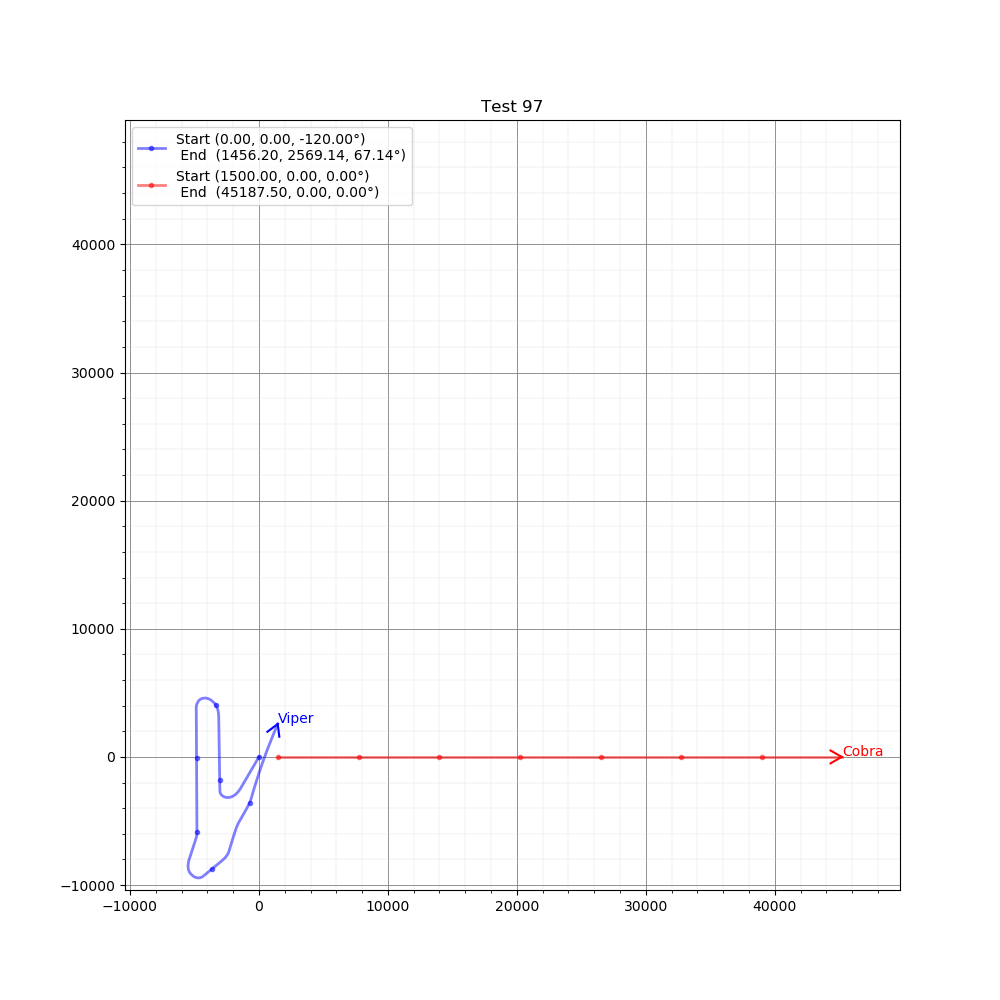 Test 97
Start (0.00, 0.00, -120.00°)
End (1456.20, 2569.14, 67.14°)
Start (1500.00, 0.00, 0.00°)
End (45187.50, 0.00, 0.00°)
40000
30000
20000
10000
Viper
0
Cobra
−10000
−10000 0 10000 20000 30000 40000